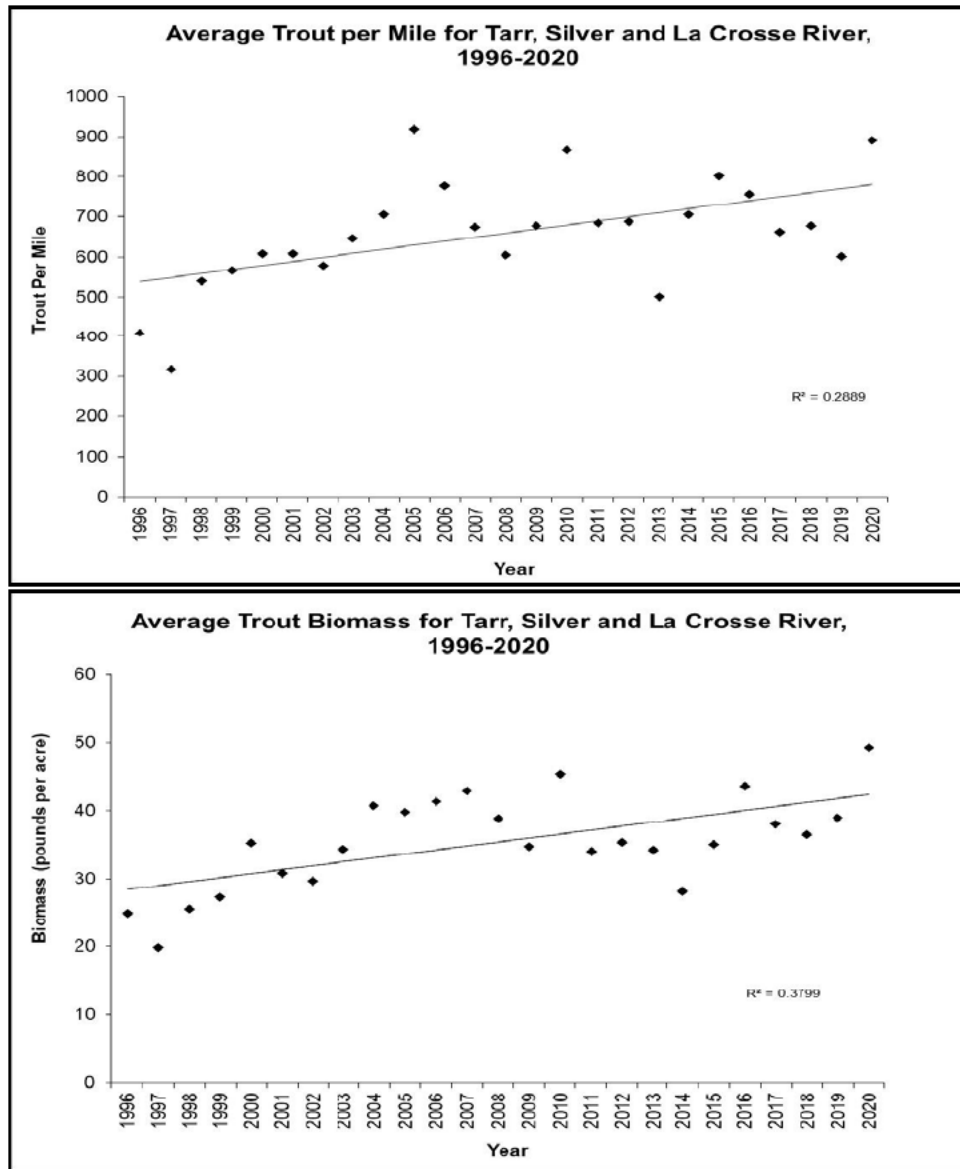 Average Trout per Mile for Tarr, Silver and La Crosse River,
1996-2020
1000
900
800
700
600
500
400
300
200
100
0
Trout Per Mile
R² = 0.2889
1996 1997 1998 1999 2000 2001 2002 2003 2004 2005 2006 2007 2008 2009 2010 2011 2012 2013 2014 2015 2016 2017 2018 2019 2020
Year
Average Trout Biomass for Tarr, Silver and La Crosse River,
1996-2020
60
50
40
30
20
10
0
Biomass (pounds per acre)
R² = 0.3799
1996 1997 1998 1999 2000 2001 2002 2003 2004 2005 2006 2007 2008 2009 2010 2011 2012 2013 2014 2015 2016 2017 2018 2019 2020
Year